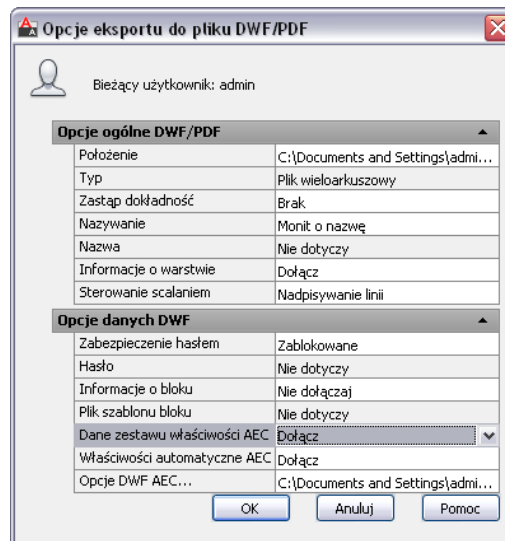 Opcje eksportu do pliku DWF/PDF
Bieżący użytkownik: admin
Opcje ogólne DWF/PDF
Położenie C:\Documents and Settings\admi...
Typ Plik wieloarkuszowy
Zastąp dokładność Brak
Nazywanie Monit o nazwę
Nazwa Nie dotyczy
Informacje o warstwie Dołącz
Sterowanie scalaniem Nadpisywanie linii
Opcje danych DWF
Zabezpieczenie hasłem Zablokowane
Hasło Nie dotyczy
Informacje o bloku Nie dołączaj
Plik szablonu bloku Nie dotyczy
Dane zestawu właściwości AEC Dołącz
Właściwości automatyczne AEC Dołącz
Opcje DWF AEC... C:\Documents and Settings\admi...
OK Anuluj Pomoc